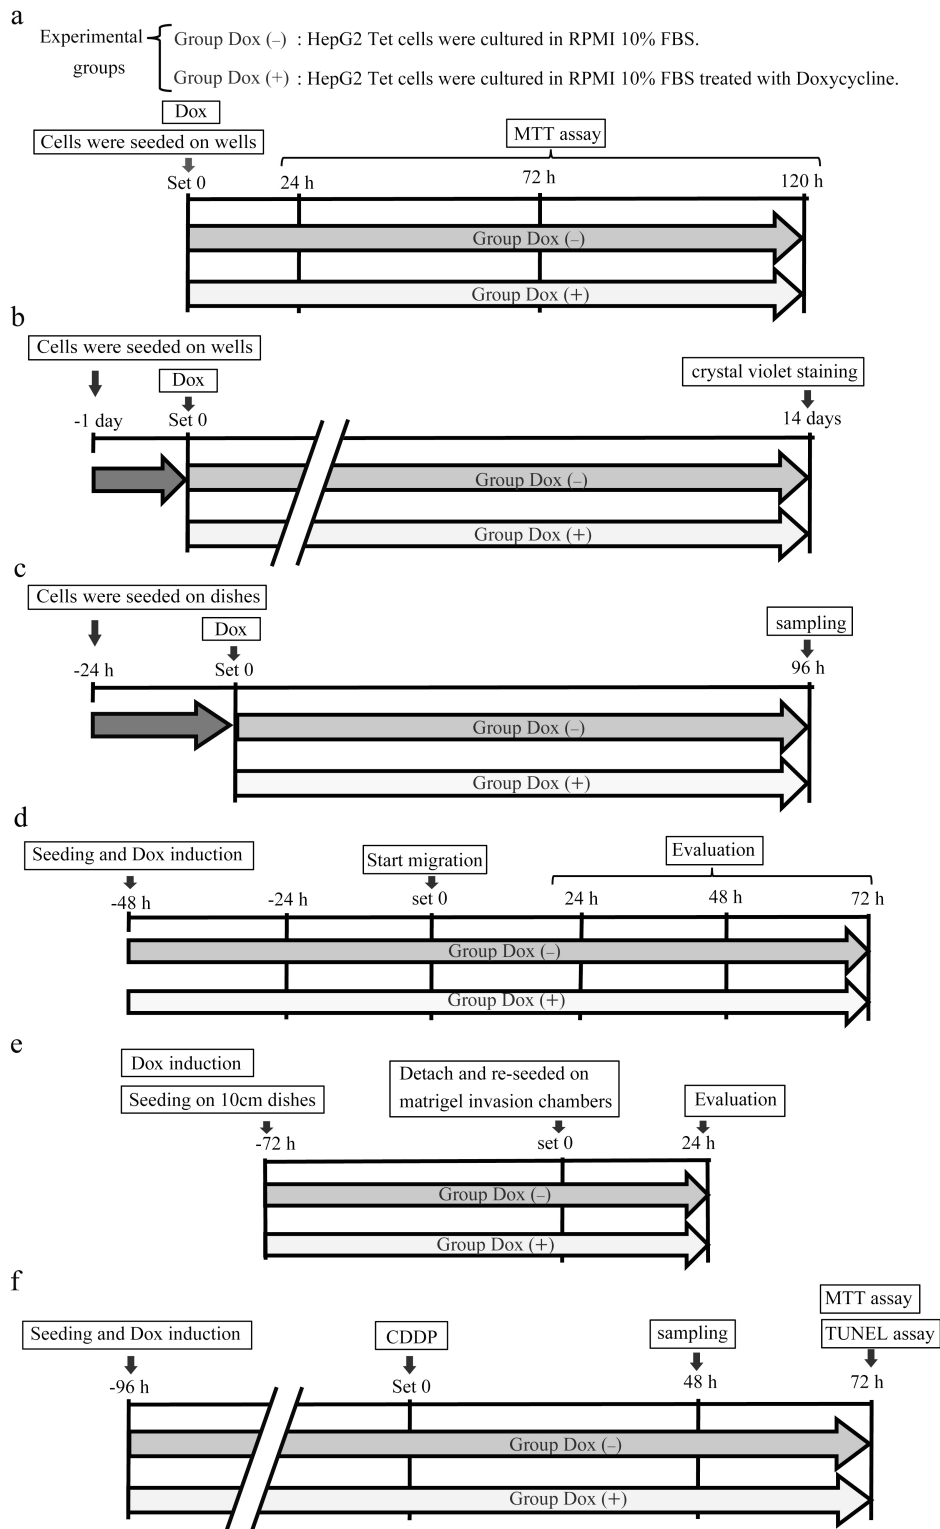 a
Experimental groups
Group Dox (–) : HepG2 Tet cells were cultured in RPMI 10% FBS.
Group Dox (+) : HepG2 Tet cells were cultured in RPMI 10% FBS treated with Doxycycline.
Dox
Cells were seeded on wells
MTT assay
Set 0
24 h
72 h
120 h
Group Dox (–)
Group Dox (+)
b
Cells were seeded on wells
Dox
crystal violet staining
-1 day
Set 0
14 days
Group Dox (–)
Group Dox (+)
c
Cells were seeded on dishes
Dox
sampling
-24 h
Set 0
96 h
Group Dox (–)
Group Dox (+)
d
Seeding and Dox induction
Start migration
Evaluation
-48 h
-24 h
set 0
24 h
48 h
72 h
Group Dox (–)
Group Dox (+)
e
Dox induction
Seeding on 10cm dishes
Detach and re-seeded on
matrigel invasion chambers
Evaluation
-72 h
set 0
24 h
Group Dox (–)
Group Dox (+)
f
Seeding and Dox induction
CDDP
sampling
MTT assay
TUNEL assay
-96 h
Set 0
48 h
72 h
Group Dox (–)
Group Dox (+)